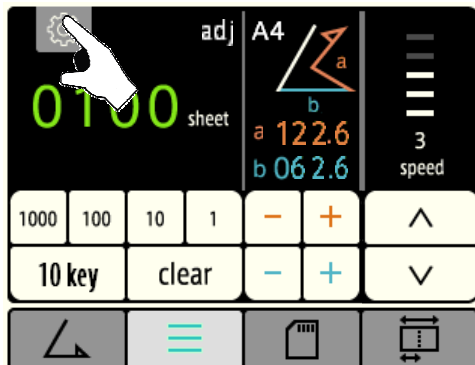 adj
0100 sheet
A4
a
b
a 122.6
b 062.6
3
speed
1000 100 10 1 - +
10 key clear - +